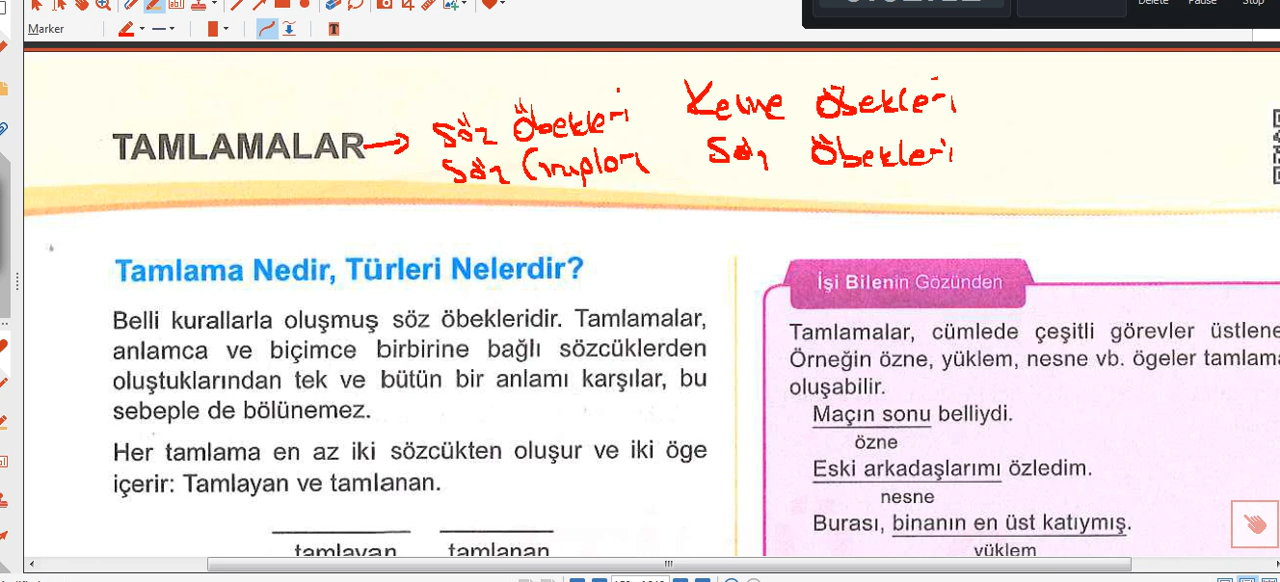 Delete Pause Stop
Marker
TAMLAMALAR
Söz Öbekleri Kelime Öbekleri
Söz Grupları Söz Öbekleri
Tamlama Nedir, Türleri Nelerdir?
Belli kurallarla oluşmuş söz öbekleridir. Tamlamalar,
anlamca ve biçimce birbirine bağlı sözcüklerden
oluştuklarından tek ve bütün bir anlamı karşılar, bu
sebeple de bölünemez.
Her tamlama en az iki sözcükten oluşur ve iki öge
içerir: Tamlayan ve tamlanan.
tamlayan tamlanan
İşi Bilenin Gözünden
Tamlamalar, cümlede çeşitli görevler üstlene
Örneğin özne, yüklem, nesne vb. ögeler tamlama
oluşabilir.
Maçın sonu belliydi.
özne
Eski arkadaşlarımı özledim.
nesne
Burası, binanın en üst katıymış.
yüklem